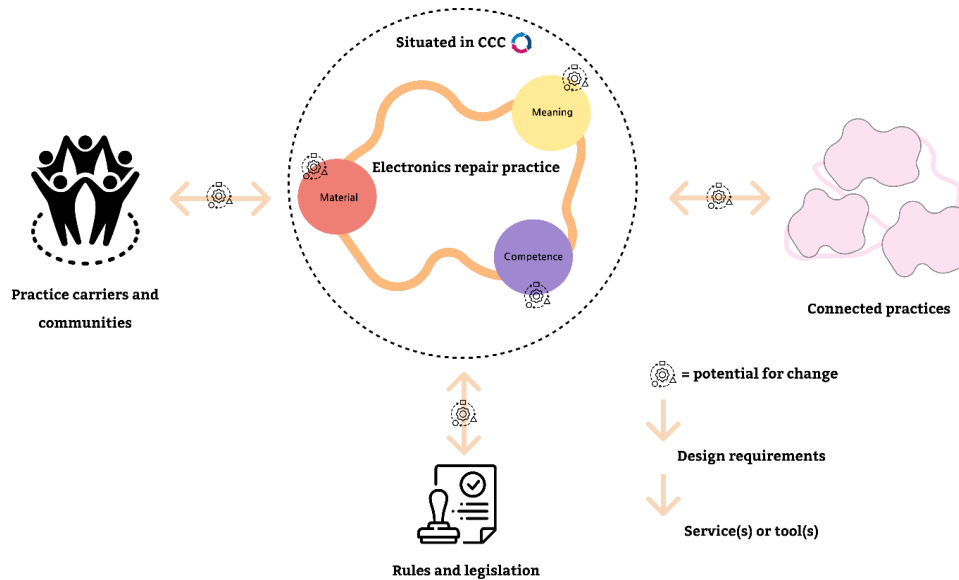 Situated in CCC
Meaning
Electronics repair practice
Material
Competence
Practice carriers and
communities
Connected practices
= potential for change
Design requirements
Service(s) or tool(s)
Rules and legislation